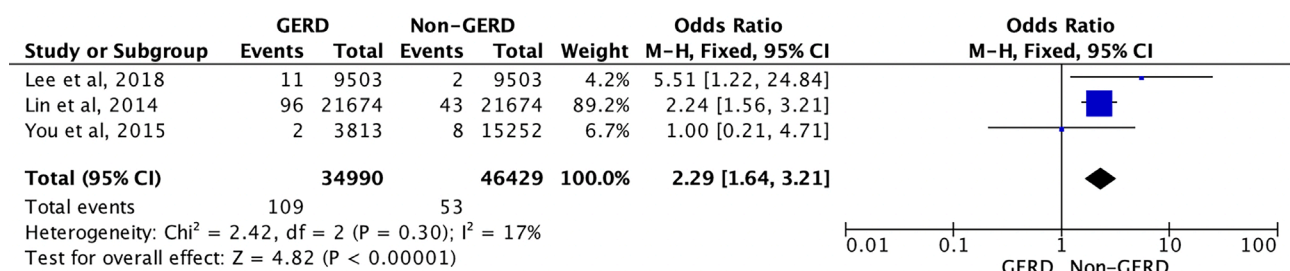 GERD Non-GERD Odds Ratio Odds Ratio
Study or Subgroup Events Total Events Total Weight M-H, Fixed, 95% CI M-H, Fixed, 95% CI
Lee et al, 2018 11 9503 2 9503 4.2% 5.51 [1.22, 24.84]
Lin et al, 2014 96 21674 43 21674 89.2% 2.24 [1.56, 3.21]
You et al, 2015 2 3813 8 15252 6.7% 1.00 [0.21, 4.71]
Total (95% CI) 34990 46429 100.0% 2.29 [1.64, 3.21]
Total events 109 53
Heterogeneity: Chi² = 2.42, df = 2 (P = 0.30); I² = 17%
Test for overall effect: Z = 4.82 (P < 0.00001)
0.01 0.1 1 10 100
GERD Non-GERD